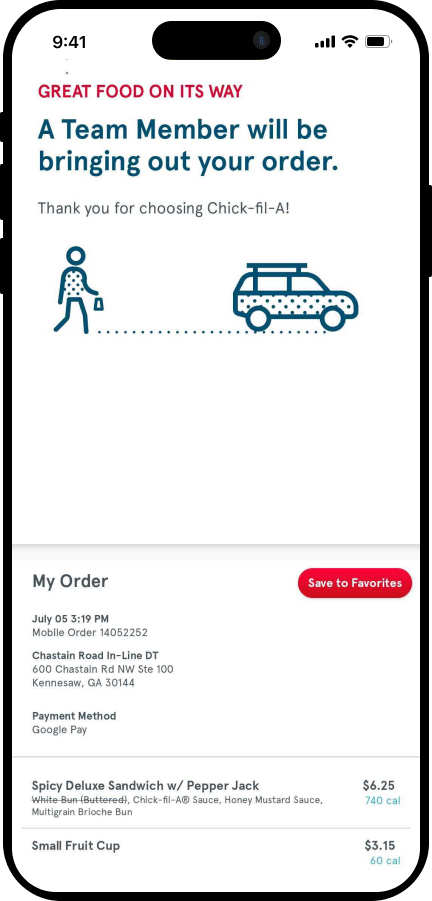 9:41
GREAT FOOD ON ITS WAY
A Team Member will be
bringing out your order.
Thank you for choosing Chick-fil-A!
My Order
Save to Favorites
July 05 3:19 PM
Mobile Order 14052252
Chastain Road In-Line DT
600 Chastain Rd NW Ste 100
Kennesaw, GA 30144
Payment Method
Google Pay
Spicy Deluxe Sandwich w/ Pepper Jack
$6.25
White Bun (Buttered), Chick-fil-A® Sauce, Honey Mustard Sauce,
740 cal
Multigrain Brioche Bun
Small Fruit Cup
$3.15
60 cal